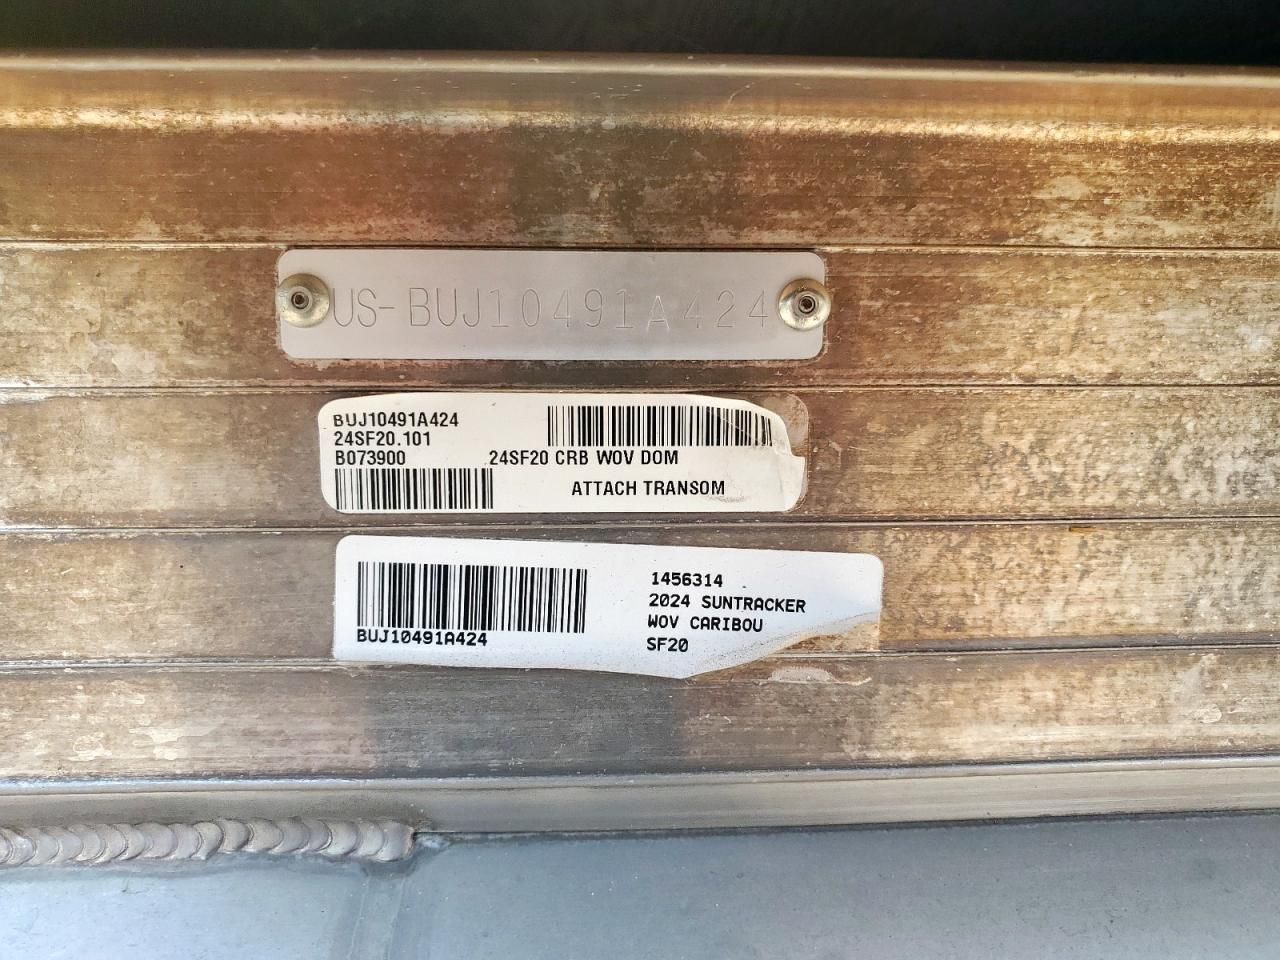 US-BUJ10491A424
BUJ10491A424
24SF20.101
B073900
24SF20 CRB WOV DOM
ATTACH TRANSOM
1456314
2024 SUNTRACKER
WOV CARIBOU
SF20
BUJ10491A424